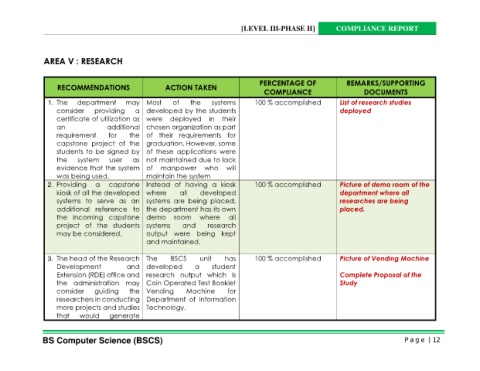 [LEVEL III-PHASE II] COMPLIANCE REPORT
AREA V : RESEARCH
RECOMMENDATIONS
ACTION TAKEN
PERCENTAGE OF
COMPLIANCE
REMARKS/SUPPORTING
DOCUMENTS
1. The department may
consider providing a
certificate of utilization as
an additional
requirement for the
capstone project of the
students to be signed by
the system user as
evidence that the system
was being used.
Most of the systems
developed by the students
were deployed in their
chosen organization as part
of their requirements for
graduation. However, some
of these applications were
not maintained due to lack
of manpower who will
maintain the system
100 % accomplished
List of research studies
deployed
2. Providing a capstone
kiosk of all the developed
systems to serve as an
additional reference to
the incoming capstone
project of the students
may be considered.
Instead of having a kiosk
where all developed
systems are being placed,
the department has its own
demo room where all
systems and research
output were being kept
and maintained.
100 % accomplished
Picture of demo room of the
department where all
researches are being
placed.
3. The head of the Research
Development and
Extension (RDE) office and
the administration may
consider guiding the
researchers in conducting
more projects and studies
that would generate
The BSCS unit has
developed a student
research output which is
Coin Operated Test Booklet
Vending Machine for
Department of Information
Technology.
100 % accomplished
Picture of Vending Machine
Complete Proposal of the
Study
BS Computer Science (BSCS)
Page | 12